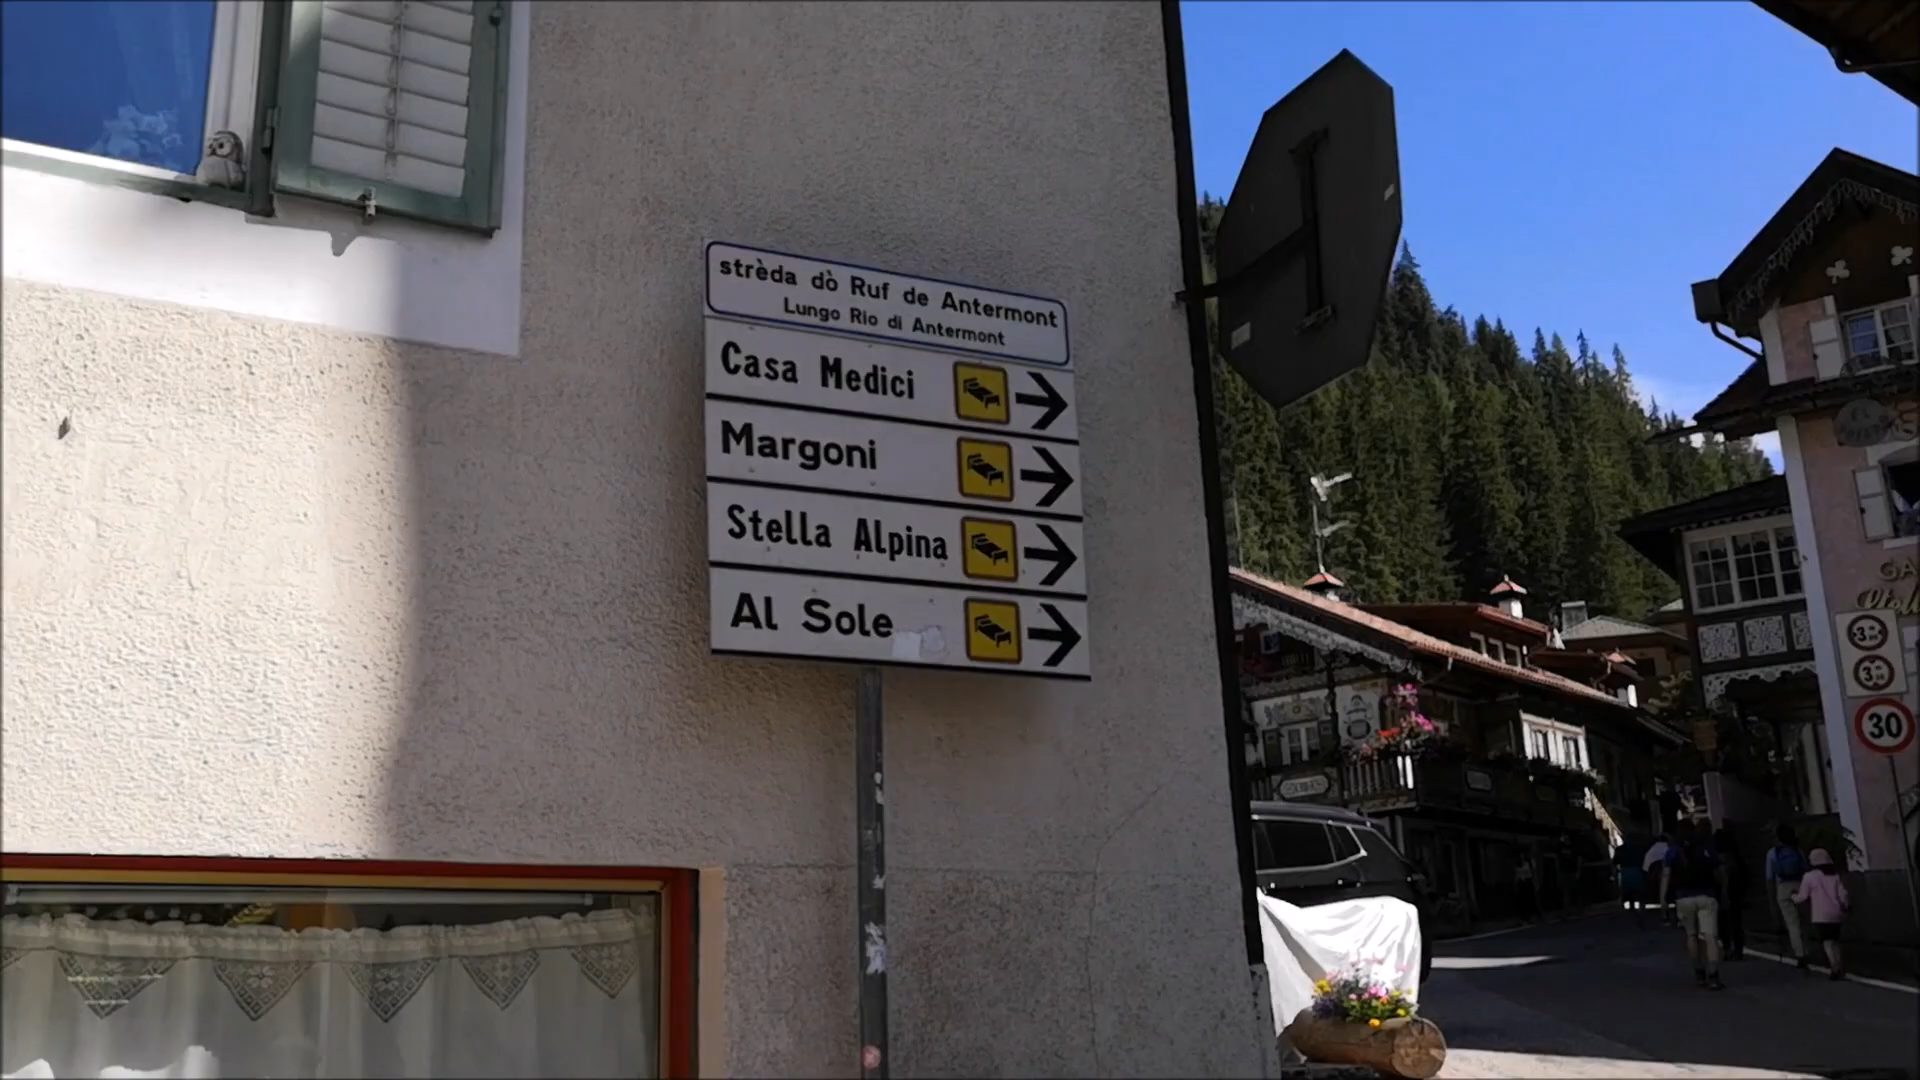 strèda dò Ruf de Antermont
Lungo Rio di Antermont
Casa Medici
Margoni
Stella Alpina
Al Sole
30